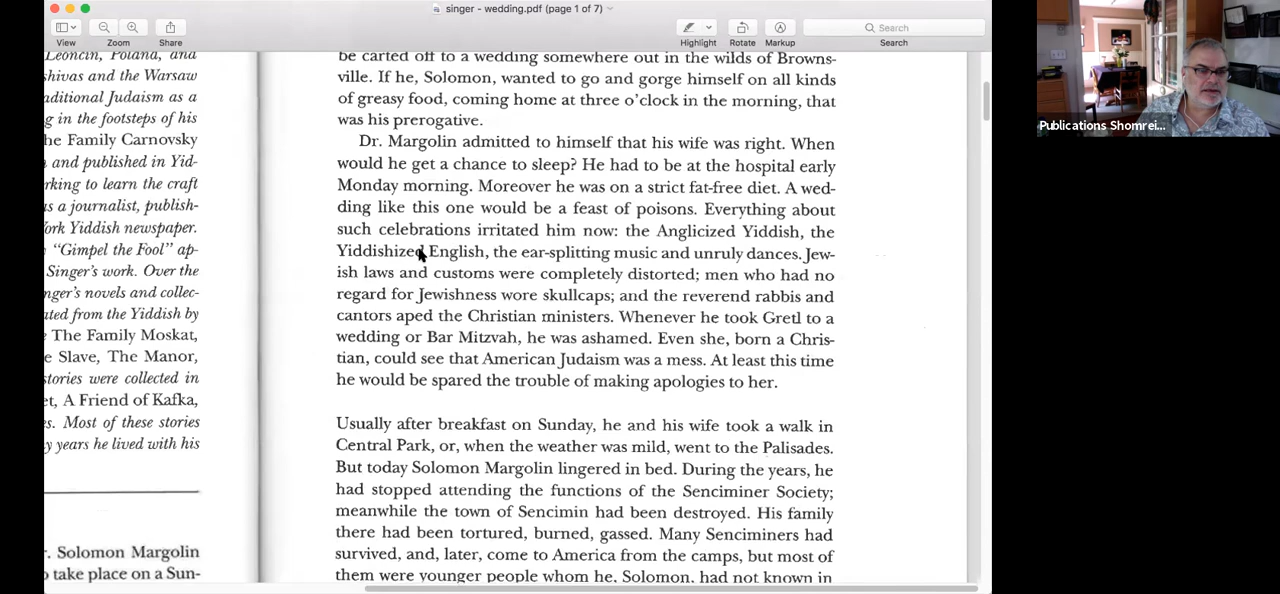 singer - wedding.pdf (page 1 of 7)
View
Zoom
Share
Highlight
Rotate
Markup
Search
Search
Leoncin, Poland, and
shivas and the Warsaw
aditional Judaism as a
g in the footsteps of his
he Family Carnovsky
and published in Yid-
rking to learn the craft
s a journalist, publish-
ork Yiddish newspaper.
"Gimpel the Fool" ap-
Singer's work. Over the
nger's novels and collec-
ated from the Yiddish by
The Family Moskat,
e Slave, The Manor,
stories were collected in
et, A Friend of Kafka,
es. Most of these stories
y years he lived with his
r. Solomon Margolin
o take place on a Sun-
be carted off to a wedding somewhere out in the wilds of Browns-
ville. If he, Solomon, wanted to go and gorge himself on all kinds
of greasy food, coming home at three o'clock in the morning, that
was his prerogative.
Dr. Margolin admitted to himself that his wife was right. When
would he get a chance to sleep? He had to be at the hospital early
Monday morning. Moreover he was on a strict fat-free diet. A wed-
ding like this one would be a feast of poisons. Everything about
such celebrations irritated him now: the Anglicized Yiddish, the
Yiddishized English, the ear-splitting music and unruly dances. Jew-
ish laws and customs were completely distorted; men who had no
regard for Jewishness wore skullcaps; and the reverend rabbis and
cantors aped the Christian ministers. Whenever he took Gretl to a
wedding or Bar Mitzvah, he was ashamed. Even she, born a Chris-
tian, could see that American Judaism was a mess. At least this time
he would be spared the trouble of making apologies to her.
Usually after breakfast on Sunday, he and his wife took a walk in
Central Park, or, when the weather was mild, went to the Palisades.
But today Solomon Margolin lingered in bed. During the years, he
had stopped attending the functions of the Senciminer Society;
meanwhile the town of Sencimin had been destroyed. His family
there had been tortured, burned, gassed. Many Senciminers had
survived, and, later, come to America from the camps, but most of
them were younger people whom he, Solomon, had not known in
Publications Shomrei...